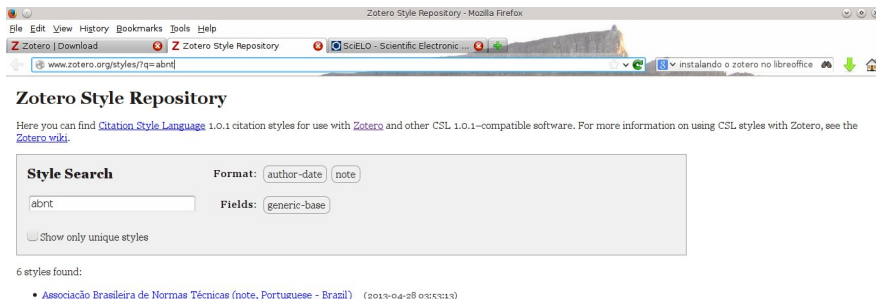 Zotero Style Repository - Mozilla Firefox
File Edit View History Bookmarks Tools Help
Zotero | Download
Zotero Style Repository
SciELO - Scientific Electronic ...
www.zotero.org/styles/?q=abnt
instalando o zotero no libreoffice
Zotero Style Repository
Here you can find Citation Style Language 1.0.1 citation styles for use with Zotero and other CSL 1.0.1–compatible software. For more information on using CSL styles with Zotero, see the
Zotero wiki.
Style Search Format: author-date note
abnt Fields: generic-base
Show only unique styles
6 styles found:
• Associação Brasileira de Normas Técnicas (note, Portuguese - Brazil) (2013-04-28 03:53:13)